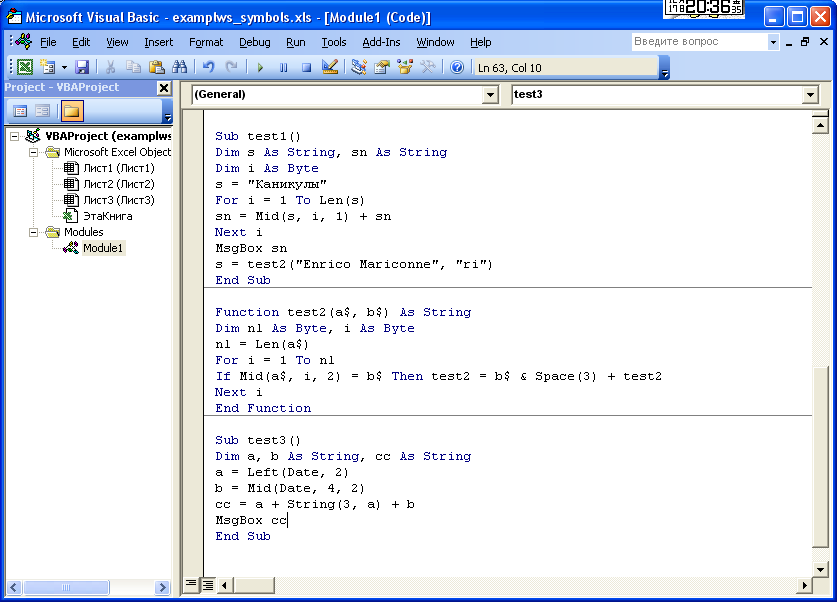 Microsoft Visual Basic - examplws_symbols.xls - [Module1 (Code)]
20:36 35
File Edit View Insert Format Debug Run Tools Add-Ins Window Help Введите вопрос
Ln 63, Col 10
Project - VBAProject
(General) test3
VBAProject (examplws
Microsoft Excel Object
Лист1 (Лист1)
Лист2 (Лист2)
Лист3 (Лист3)
ЭтаКнига
Modules
Module1
Sub test1()
Dim s As String, sn As String
Dim i As Byte
s = "Каникулы"
For i = 1 To Len(s)
sn = Mid(s, i, 1) + sn
Next i
MsgBox sn
s = test2("Enrico Mariconne", "ri")
End Sub
Function test2(a$, b$) As String
Dim nl As Byte, i As Byte
nl = Len(a$)
For i = 1 To nl
If Mid(a$, i, 2) = b$ Then test2 = b$ & Space(3) + test2
Next i
End Function
Sub test3()
Dim a, b As String, cc As String
a = Left(Date, 2)
b = Mid(Date, 4, 2)
cc = a + String(3, a) + b
MsgBox cc
End Sub